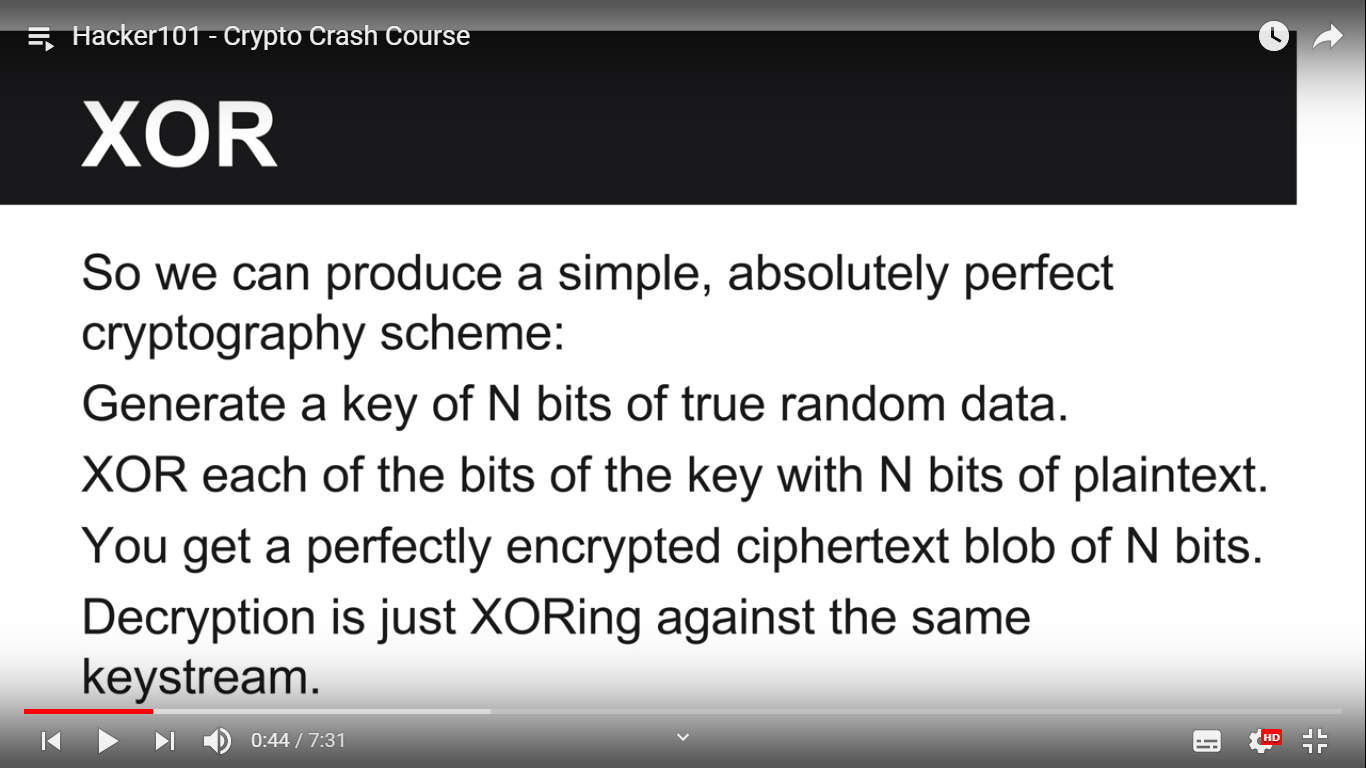 Hacker101 - Crypto Crash Course
XOR
So we can produce a simple, absolutely perfect
cryptography scheme:
Generate a key of N bits of true random data.
XOR each of the bits of the key with N bits of plaintext.
You get a perfectly encrypted ciphertext blob of N bits.
Decryption is just XORing against the same
keystream.
0:44 / 7:31
HD